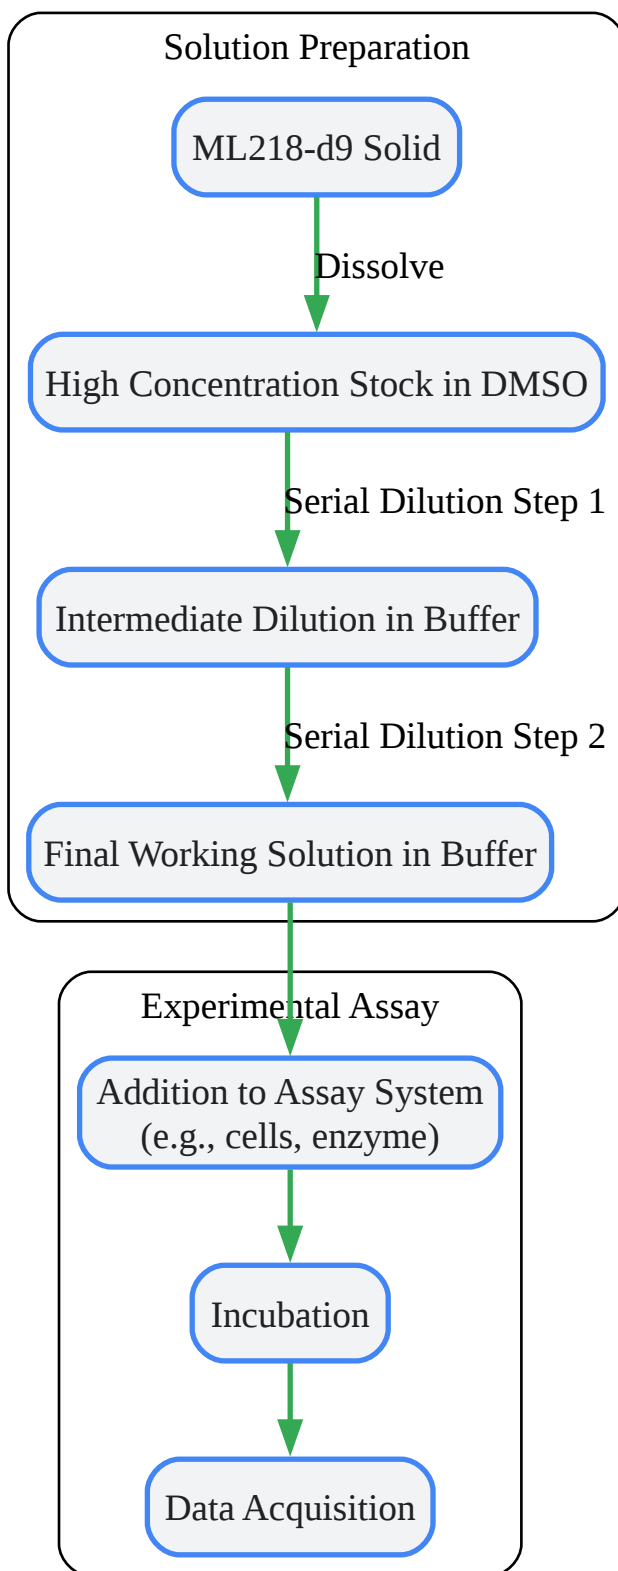 Solution Preparation
ML218-d9 Solid
Dissolve
High Concentration Stock in DMSO
Serial Dilution Step 1
Intermediate Dilution in Buffer
Serial Dilution Step 2
Final Working Solution in Buffer
Experimental Assay
Addition to Assay System
(e.g., cells, enzyme)
Incubation
Data Acquisition